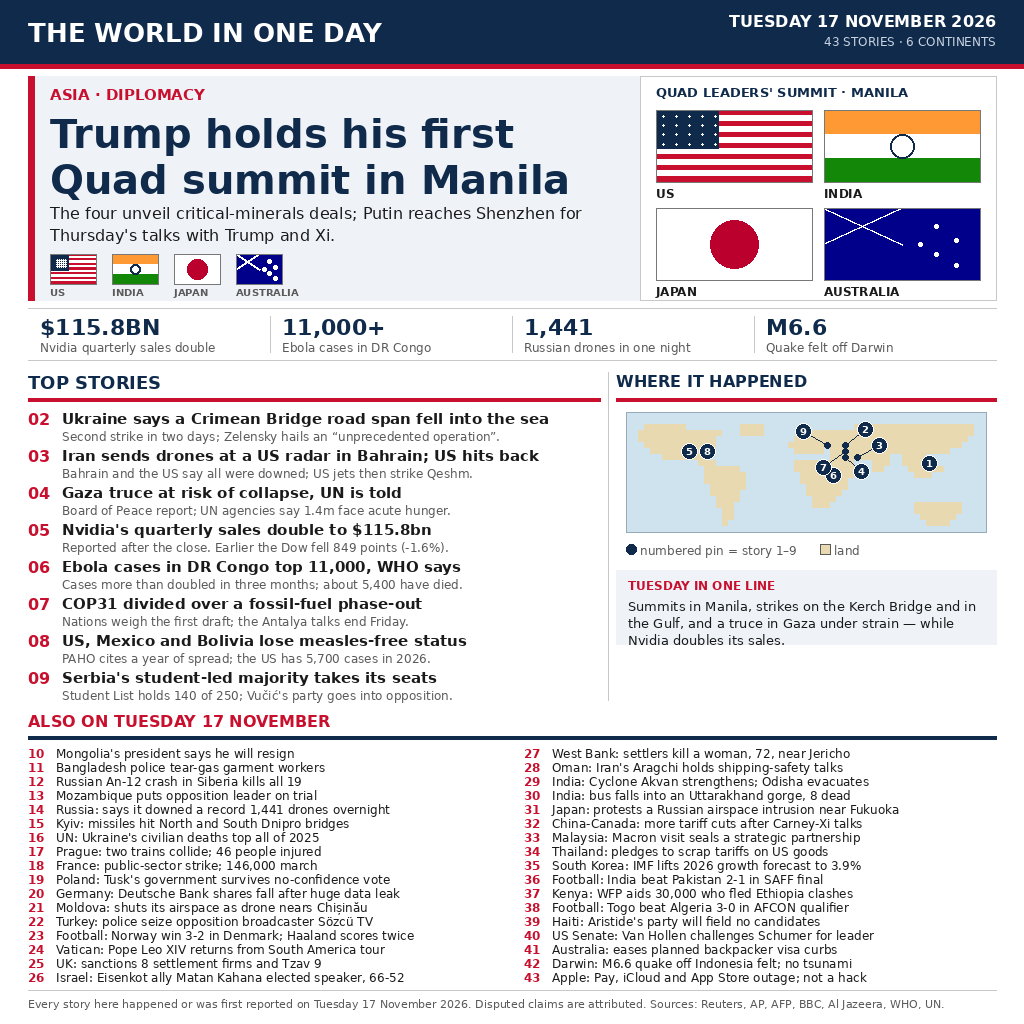 THE WORLD IN ONE DAY
TUESDAY 17 NOVEMBER 2026
43 STORIES · 6 CONTINENTS
ASIA · DIPLOMACY
Trump holds his first
Quad summit in Manila
The four unveil critical-minerals deals; Putin reaches Shenzhen for
Thursday's talks with Trump and Xi.
US
INDIA
JAPAN
AUSTRALIA
QUAD LEADERS' SUMMIT · MANILA
US
INDIA
JAPAN
AUSTRALIA
$115.8BN
Nvidia quarterly sales double
11,000+
Ebola cases in DR Congo
1,441
Russian drones in one night
M6.6
Quake felt off Darwin
TOP STORIES
02 Ukraine says a Crimean Bridge road span fell into the sea
Second strike in two days; Zelensky hails an “unprecedented operation”.
03 Iran sends drones at a US radar in Bahrain; US hits back
Bahrain and the US say all were downed; US jets then strike Qeshm.
04 Gaza truce at risk of collapse, UN is told
Board of Peace report; UN agencies say 1.4m face acute hunger.
05 Nvidia's quarterly sales double to $115.8bn
Reported after the close. Earlier the Dow fell 849 points (-1.6%).
06 Ebola cases in DR Congo top 11,000, WHO says
Cases more than doubled in three months; about 5,400 have died.
07 COP31 divided over a fossil-fuel phase-out
Nations weigh the first draft; the Antalya talks end Friday.
08 US, Mexico and Bolivia lose measles-free status
PAHO cites a year of spread; the US has 5,700 cases in 2026.
09 Serbia's student-led majority takes its seats
Student List holds 140 of 250; Vučić's party goes into opposition.
WHERE IT HAPPENED
9
2
3
5
8
7
6
4
1
numbered pin = story 1–9
land
TUESDAY IN ONE LINE
Summits in Manila, strikes on the Kerch Bridge and in
the Gulf, and a truce in Gaza under strain — while
Nvidia doubles its sales.
ALSO ON TUESDAY 17 NOVEMBER
10 Mongolia's president says he will resign
11 Bangladesh police tear-gas garment workers
12 Russian An-12 crash in Siberia kills all 19
13 Mozambique puts opposition leader on trial
14 Russia: says it downed a record 1,441 drones overnight
15 Kyiv: missiles hit North and South Dnipro bridges
16 UN: Ukraine's civilian deaths top all of 2025
17 Prague: two trains collide; 46 people injured
18 France: public-sector strike; 146,000 march
19 Poland: Tusk's government survives no-confidence vote
20 Germany: Deutsche Bank shares fall after huge data leak
21 Moldova: shuts its airspace as drone nears Chișinău
22 Turkey: police seize opposition broadcaster Sözcü TV
23 Football: Norway win 3-2 in Denmark; Haaland scores twice
24 Vatican: Pope Leo XIV returns from South America tour
25 UK: sanctions 8 settlement firms and Tzav 9
26 Israel: Eisenkot ally Matan Kahana elected speaker, 66-52
27 West Bank: settlers kill a woman, 72, near Jericho
28 Oman: Iran's Aragchi holds shipping-safety talks
29 India: Cyclone Akvan strengthens; Odisha evacuates
30 India: bus falls into an Uttarakhand gorge, 8 dead
31 Japan: protests a Russian airspace intrusion near Fukuoka
32 China-Canada: more tariff cuts after Carney-Xi talks
33 Malaysia: Macron visit seals a strategic partnership
34 Thailand: pledges to scrap tariffs on US goods
35 South Korea: IMF lifts 2026 growth forecast to 3.9%
36 Football: India beat Pakistan 2-1 in SAFF final
37 Kenya: WFP aids 30,000 who fled Ethiopia clashes
38 Football: Togo beat Algeria 3-0 in AFCON qualifier
39 Haiti: Aristide's party will field no candidates
40 US Senate: Van Hollen challenges Schumer for leader
41 Australia: eases planned backpacker visa curbs
42 Darwin: M6.6 quake off Indonesia felt; no tsunami
43 Apple: Pay, iCloud and App Store outage; not a hack
Every story here happened or was first reported on Tuesday 17 November 2026. Disputed claims are attributed. Sources: Reuters, AP, AFP, BBC, Al Jazeera, WHO, UN.